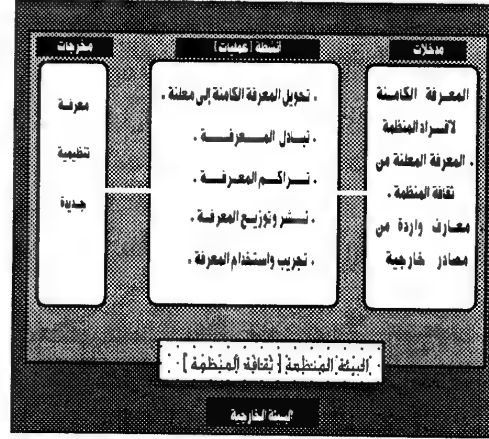 مدخلات
المعرفة الكامنة
لأفراد المنظمة
. المعرفة المعلنة من
ثقافة المنظمة .
معارف واردة من
مصادر خارجية
أنشطة [عمليات]
. تحويل المعرفة الكامنة إلى معلنة .
. تبادل المعرفة .
. تراكم المعرفة .
. نشر وتوزيع المعرفة .
. تجريب واستخدام المعرفة .
مخرجات
معرفة
تنظيمية
جديدة
البيئة المنتظمة [ثقافة المنظمة]
البيئة الخارجية